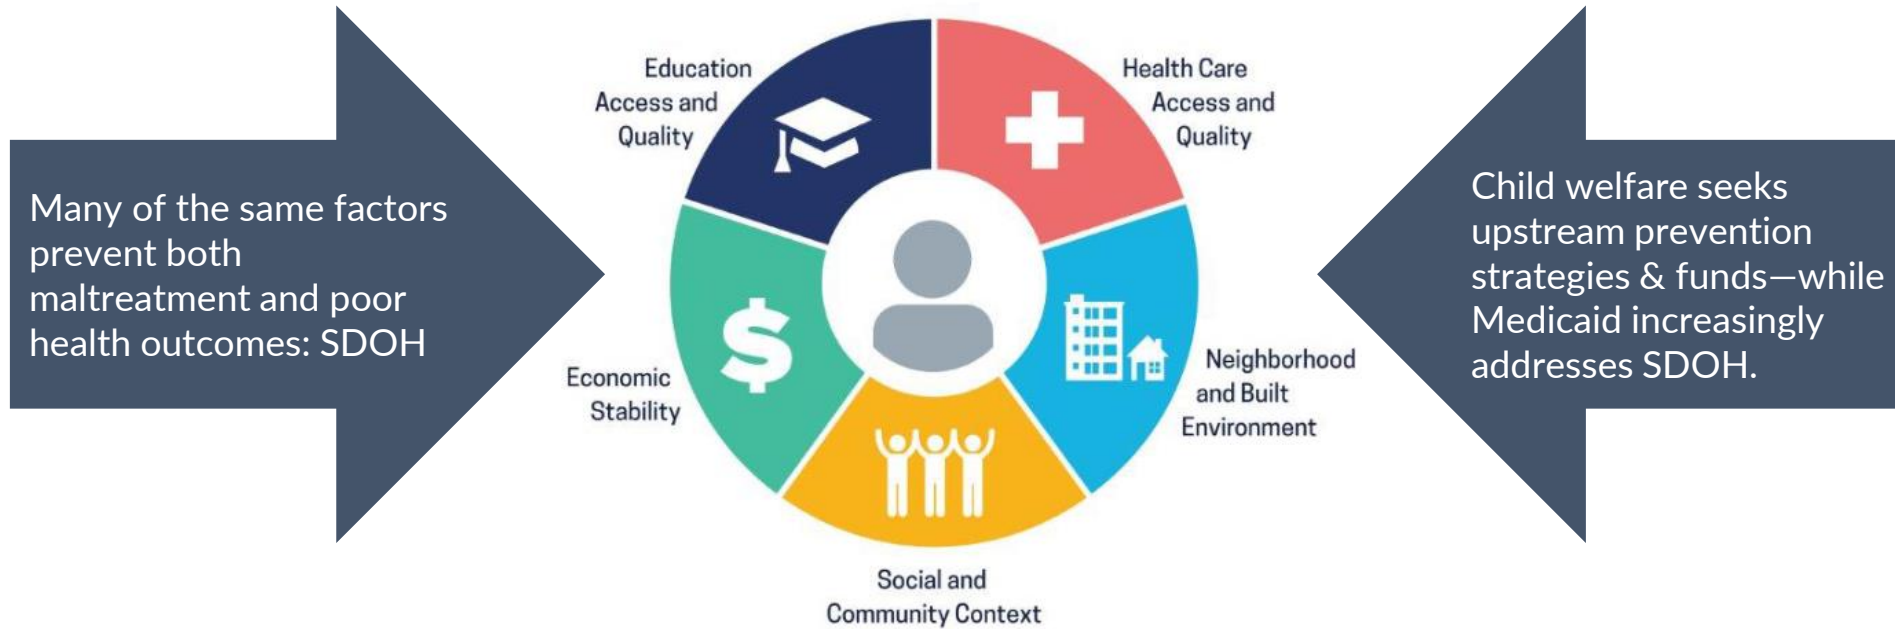 Many of the same factors
prevent both
maltreatment and poor
health outcomes: SDOH
Education
Access and
Quality
Health Care
Access and
Quality
Economic
Stability
Neighborhood
and Built
Environment
Social and
Community Context
Child welfare seeks
upstream prevention
strategies & funds—while
Medicaid increasingly
addresses SDOH.